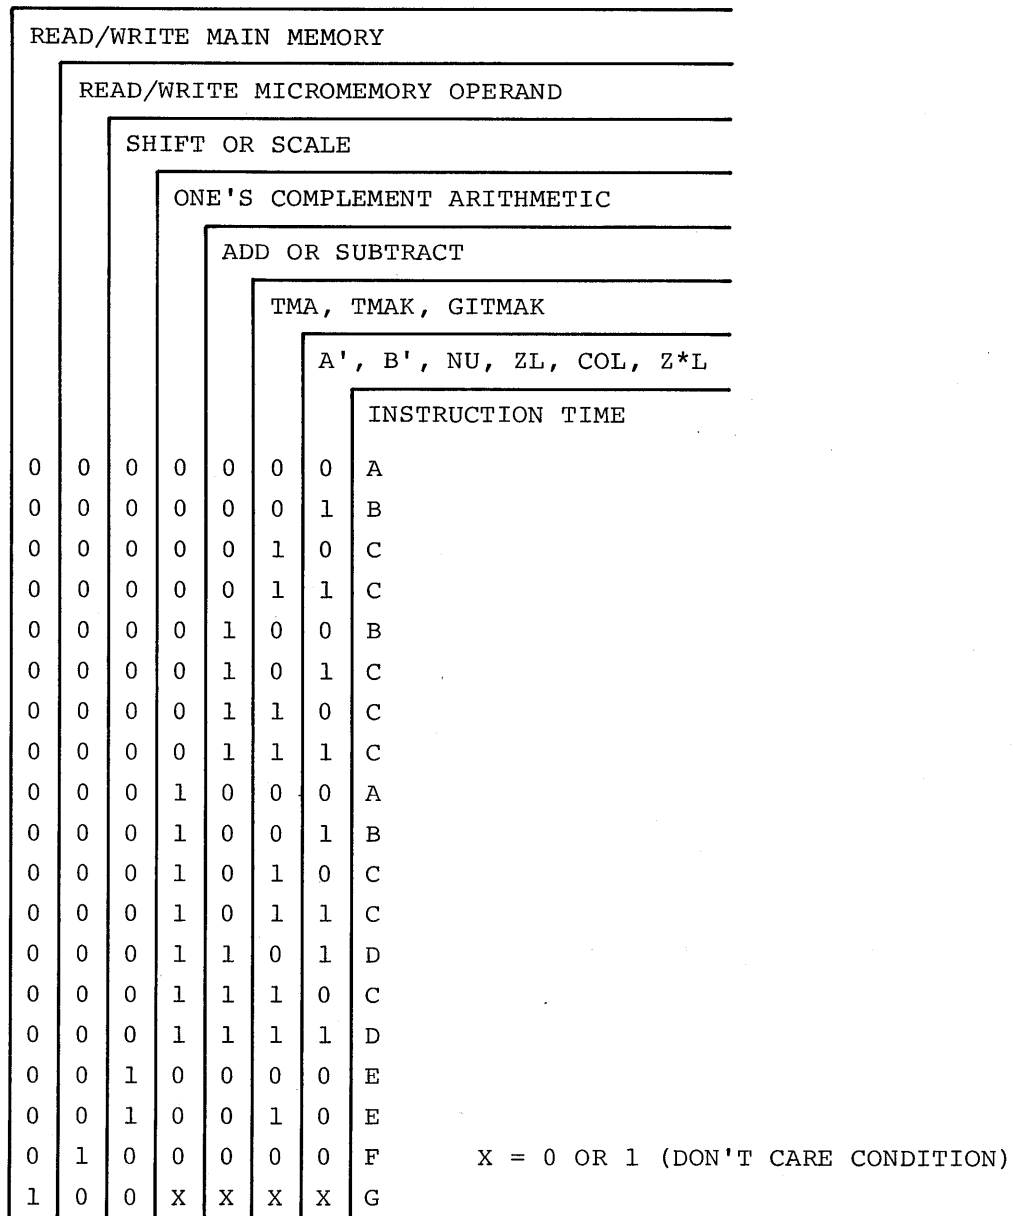 READ/WRITE MAIN MEMORY
READ/WRITE MICROMEMORY OPERAND
SHIFT OR SCALE
ONE'S COMPLEMENT ARITHMETIC
ADD OR SUBTRACT
TMA, TMAK, GITMAK
A', B', NU, ZL, COL, Z*L
INSTRUCTION TIME
0 0 0 0 0 0 0 A
0 0 0 0 0 0 1 B
0 0 0 0 0 1 0 C
0 0 0 0 0 1 1 C
0 0 0 0 1 0 0 B
0 0 0 0 1 0 1 C
0 0 0 0 1 1 0 C
0 0 0 0 1 1 1 C
0 0 0 1 0 0 0 A
0 0 0 1 0 0 1 B
0 0 0 1 0 1 0 C
0 0 0 1 0 1 1 C
0 0 0 1 1 0 1 D
0 0 0 1 1 1 0 C
0 0 0 1 1 1 1 D
0 0 1 0 0 0 0 E
0 0 1 0 0 1 0 E
0 1 0 0 0 0 0 F X = 0 OR 1 (DON'T CARE CONDITION)
1 0 0 X X X X G